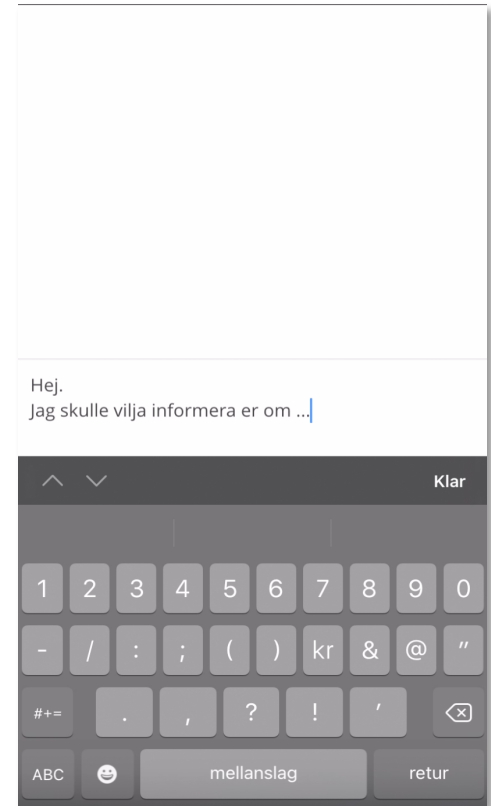 Hej.
Jag skulle vilja informera er om ...
Klar
1 2 3 4 5 6 7 8 9 0
- / : ; ( ) kr & @ "
#+= . , ? ! '
ABC mellanslag retur